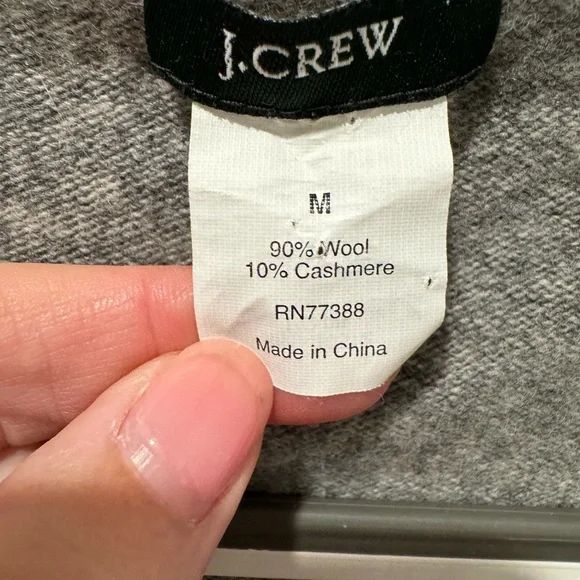 J.CREW
M
90% Wool
10% Cashmere
RN77388
Made in China